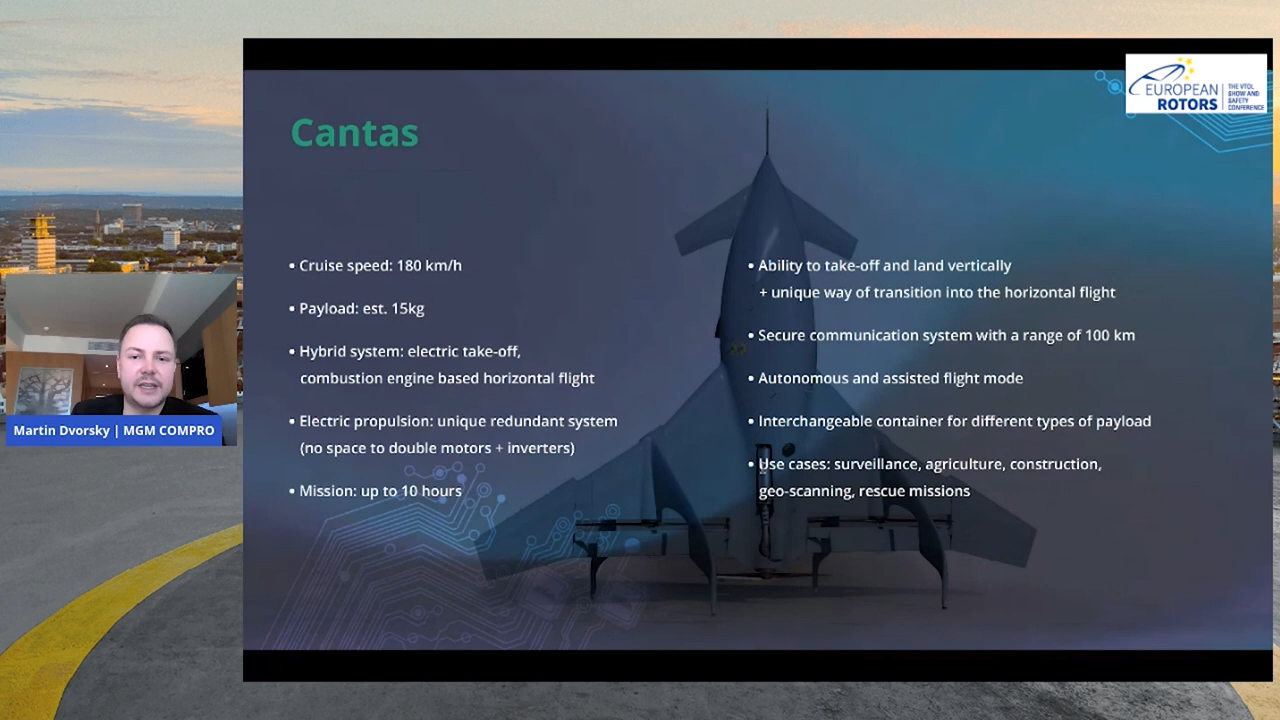 EUROPEAN
ROTORS
THE VTOL
SHOW AND
SAFETY
CONFERENCE
Cantas
• Cruise speed: 180 km/h
• Payload: est. 15kg
• Hybrid system: electric take-off,
combustion engine based horizontal flight
• Electric propulsion: unique redundant system
(no space to double motors + inverters)
• Mission: up to 10 hours
• Ability to take-off and land vertically
+ unique way of transition into the horizontal flight
• Secure communication system with a range of 100 km
• Autonomous and assisted flight mode
• Interchangeable container for different types of payload
• Use cases: surveillance, agriculture, construction,
geo-scanning, rescue missions
Martin Dvorsky | MGM COMPRO